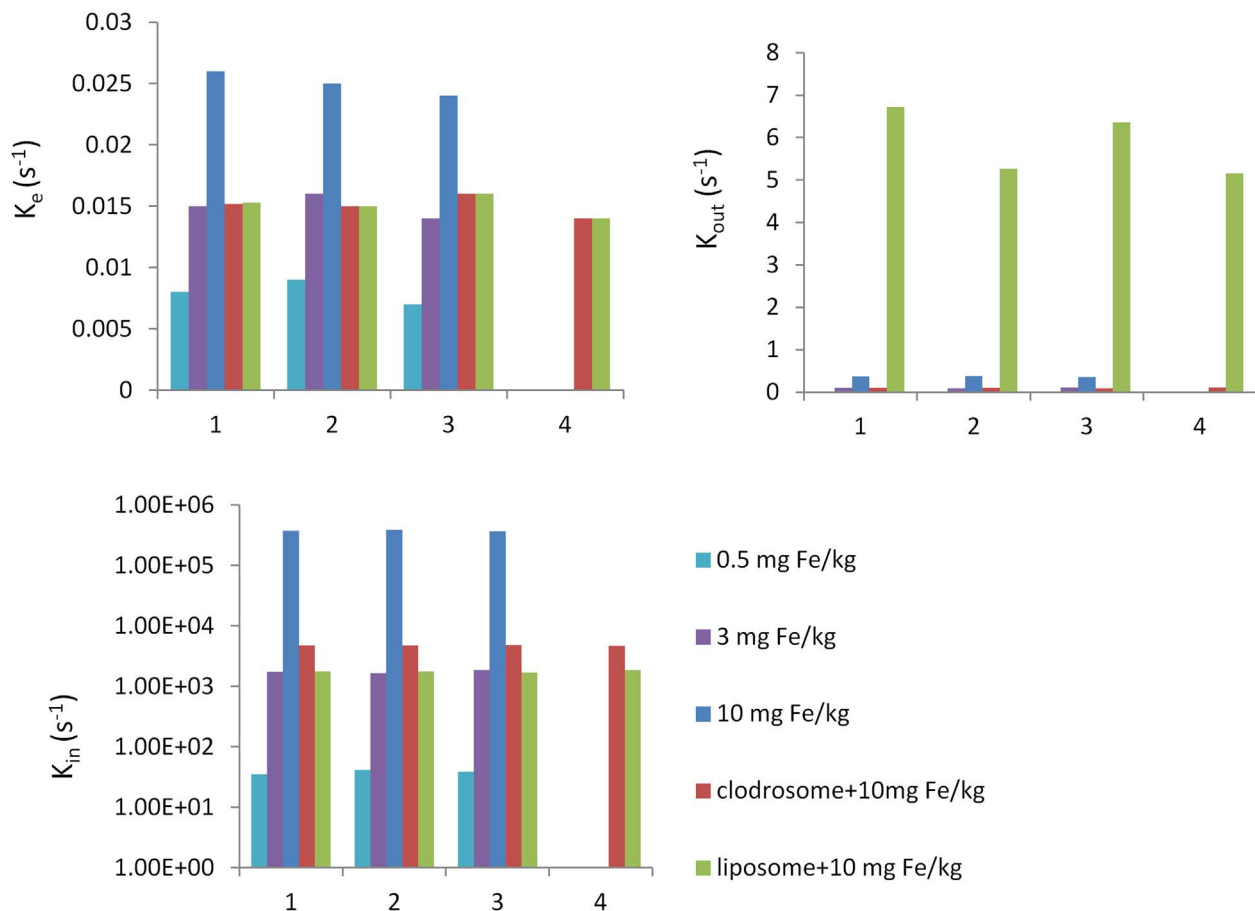 0.03
0.025
0.02
0.015
0.01
0.005
0
Ke (s-1)
1 2 3 4
8
7
6
5
4
3
2
1
0
Kout (s-1)
1 2 3 4
1.00E+06
1.00E+05
1.00E+04
1.00E+03
1.00E+02
1.00E+01
1.00E+00
Kin (s-1)
1 2 3 4
0.5 mg Fe/kg
3 mg Fe/kg
10 mg Fe/kg
clodrosome+10mg Fe/kg
liposome+10 mg Fe/kg